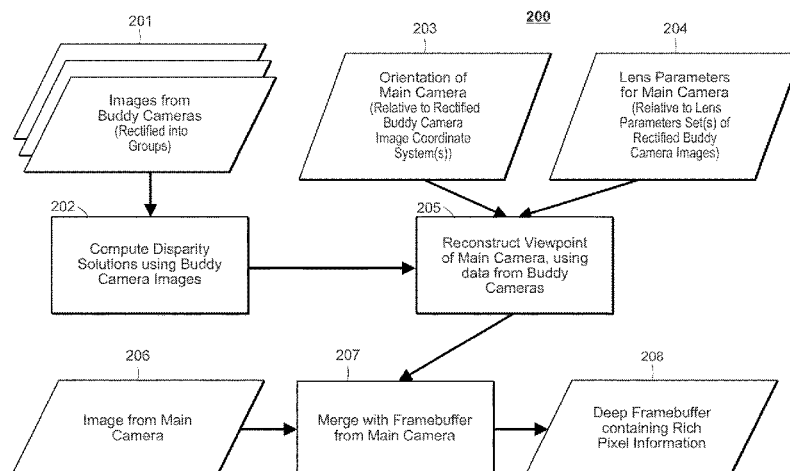 200
201
Images from
Buddy Cameras
(Rectified into
Groups)
203
Orientation of
Main Camera
(Relative to Rectified
Buddy Camera
Image Coordinate
System(s))
204
Lens Parameters
for Main Camera
(Relative to Lens
Parameters Set(s) of
Rectified Buddy
Camera Images)
202
Compute Disparity
Solutions using Buddy
Camera Images
205
Reconstruct Viewpoint
of Main Camera, using
data from Buddy
Cameras
206
Image from Main
Camera
207
Merge with Framebuffer
from Main Camera
208
Deep Framebuffer
containing Rich
Pixel Information